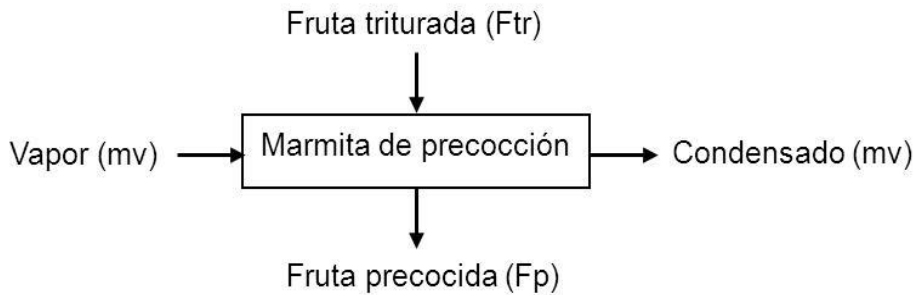 Fruta triturada (Ftr)
Vapor (mv)
Marmita de precocción
Condensado (mv)
Fruta precocida (Fp)